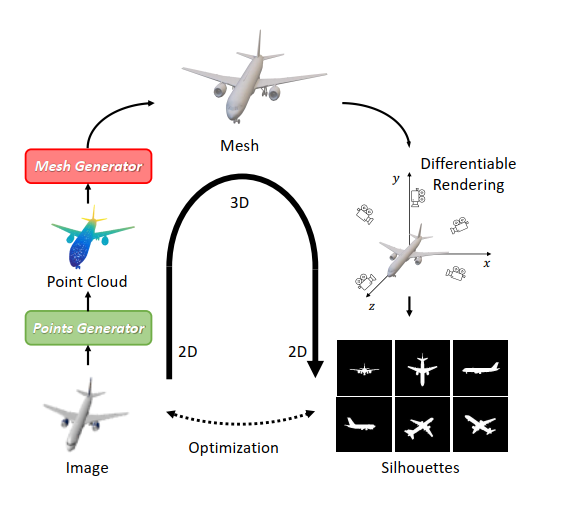 Mesh
Mesh Generator
Differentiable
Rendering
y
3D
Point Cloud
x
z
Points Generator
2D
2D
Optimization
Image
Silhouettes